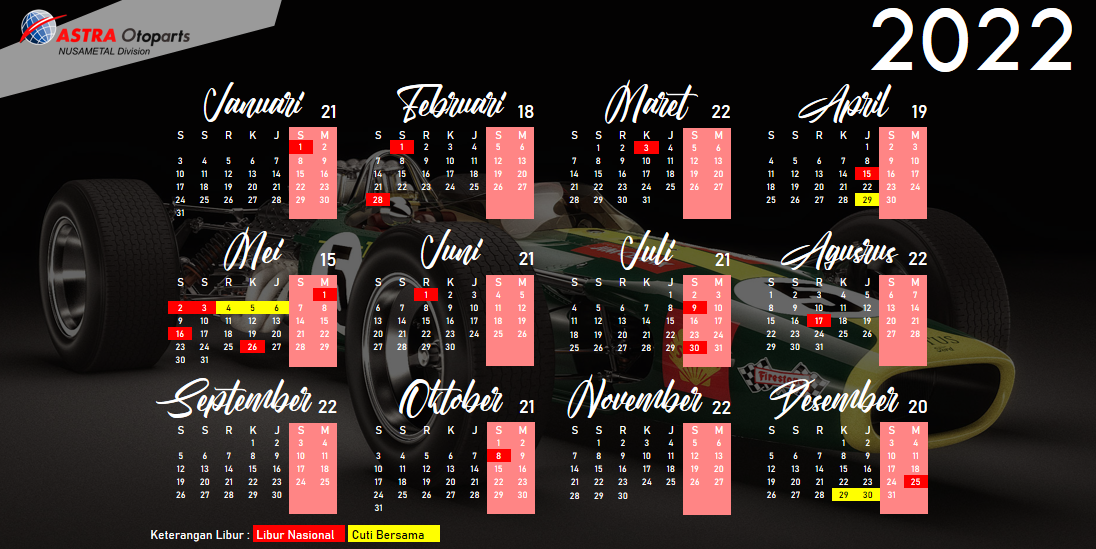 ASTRA Otoparts
NUSAMETAL Division
2022
Januari 21
S S R K J S M
1 2
3 4 5 6 7 8 9
10 11 12 13 14 15 16
17 18 19 20 21 22 23
24 25 26 27 28 29 30
31
Februari 18
S S R K J S M
1 2 3 4 5 6
7 8 9 10 11 12 13
14 15 16 17 18 19 20
21 22 23 24 25 26 27
28
Maret 22
S S R K J S M
1 2 3 4 5 6
7 8 9 10 11 12 13
14 15 16 17 18 19 20
21 22 23 24 25 26 27
28 29 30 31
April 19
S S R K J S M
1 2 3
4 5 6 7 8 9 10
11 12 13 14 15 16 17
18 19 20 21 22 23 24
25 26 27 28 29 30
Mei 15
S S R K J S M
1
2 3 4 5 6 7 8
9 10 11 12 13 14 15
16 17 18 19 20 21 22
23 24 25 26 27 28 29
30 31
Juni 21
S S R K J S M
1 2 3 4 5
6 7 8 9 10 11 12
13 14 15 16 17 18 19
20 21 22 23 24 25 26
27 28 29 30
Juli 21
S S R K J S M
1 2 3
4 5 6 7 8 9 10
11 12 13 14 15 16 17
18 19 20 21 22 23 24
25 26 27 28 29 30 31
Agusrus 22
S S R K J S M
1 2 3 4 5 6 7
8 9 10 11 12 13 14
15 16 17 18 19 20 21
22 23 24 25 26 27 28
29 30 31
September 22
S S R K J S M
1 2 3 4
5 6 7 8 9 10 11
12 13 14 15 16 17 18
19 20 21 22 23 24 25
26 27 28 29 30
Oktober 21
S S R K J S M
1 2
3 4 5 6 7 8 9
10 11 12 13 14 15 16
17 18 19 20 21 22 23
24 25 26 27 28 29 30
31
November 22
S S R K J S M
1 2 3 4 5 6
7 8 9 10 11 12 13
14 15 16 17 18 19 20
21 22 23 24 25 26 27
28 29 30
Desember 20
S S R K J S M
1 2 3 4
5 6 7 8 9 10 11
12 13 14 15 16 17 18
19 20 21 22 23 24 25
26 27 28 29 30 31
Firestone
Keterangan Libur : Libur Nasional Cuti Bersama